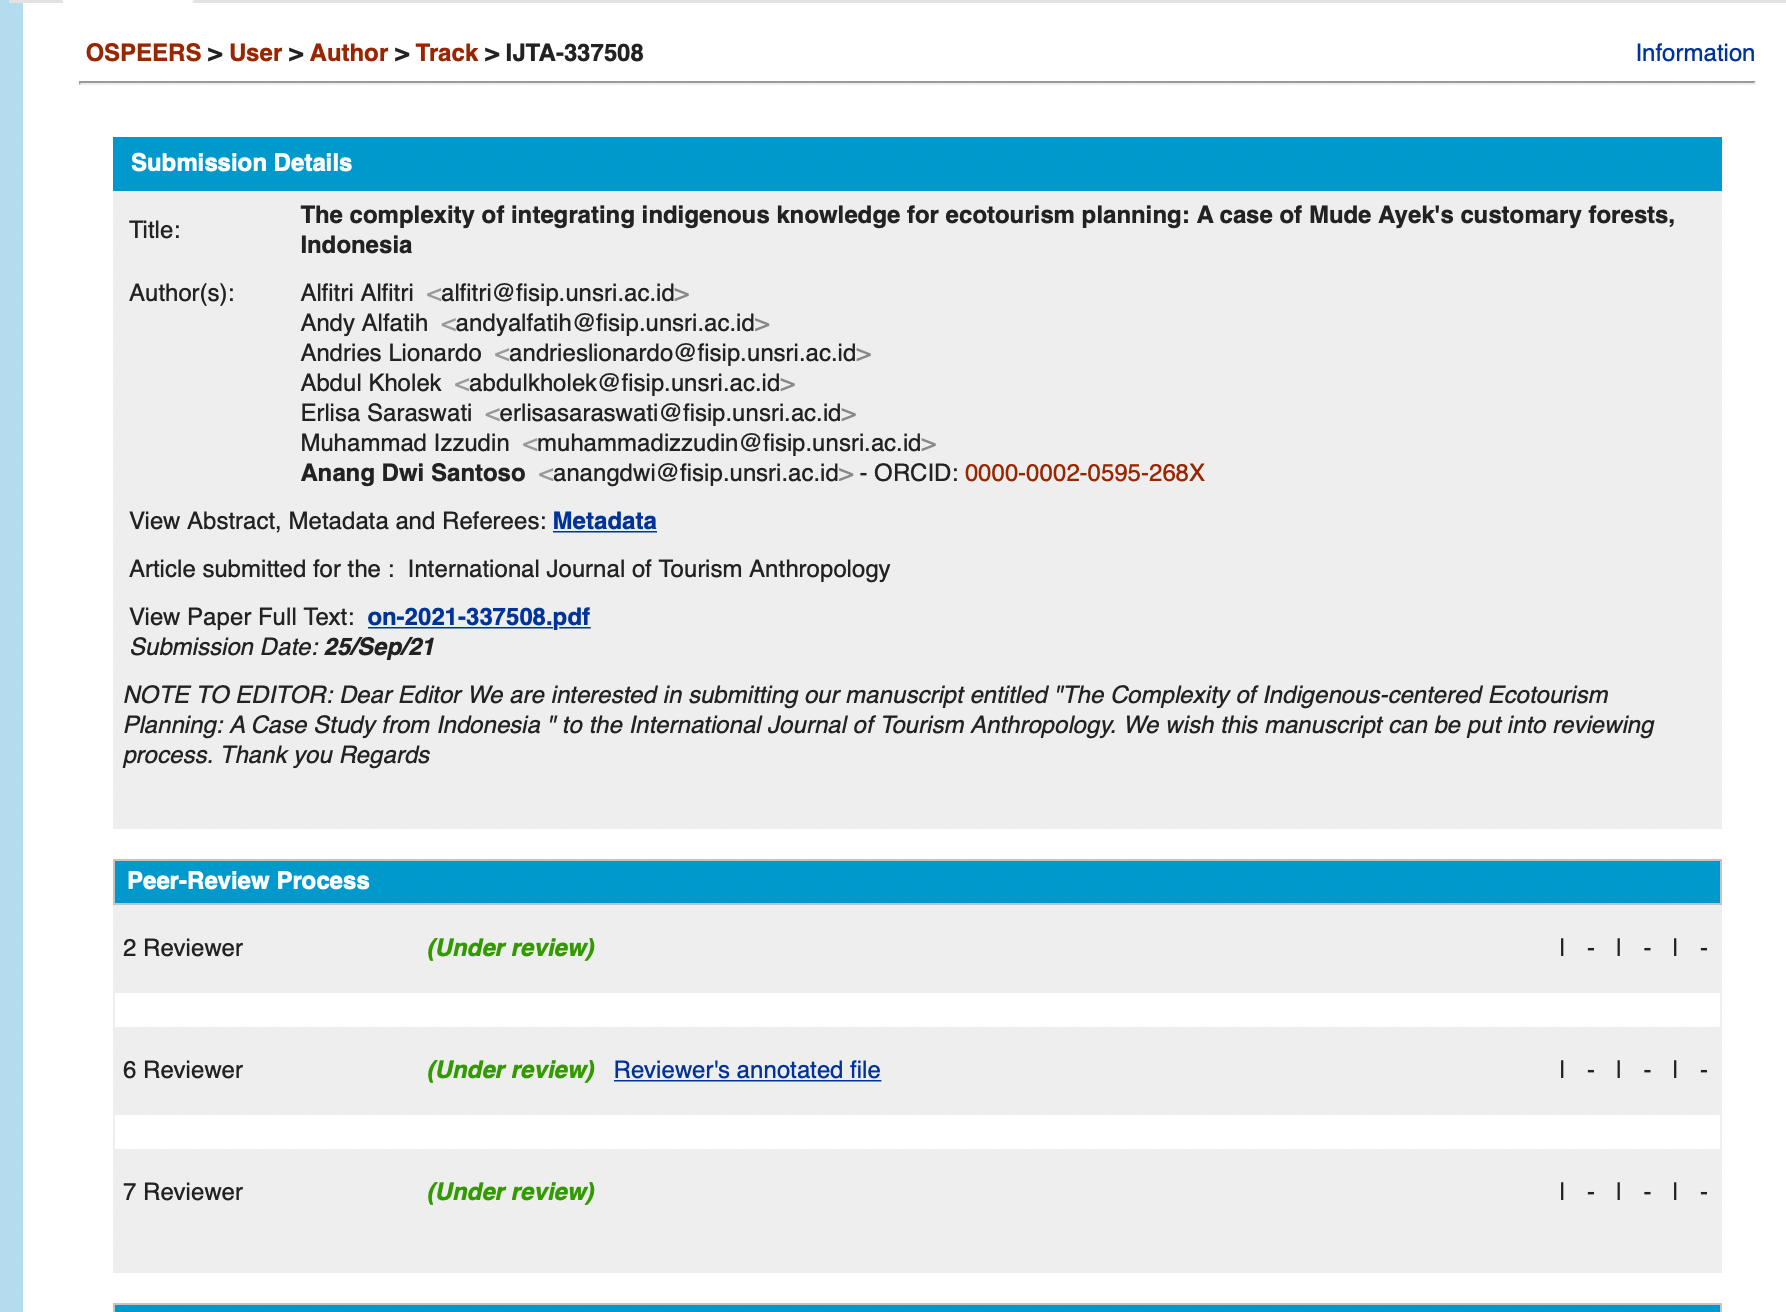 OSPEERS > User > Author > Track > IJTA-337508
Information
Submission Details
Title:
The complexity of integrating indigenous knowledge for ecotourism planning: A case of Mude Ayek's customary forests,
Indonesia
Author(s):
Alfitri Alfitri <alfitri@fisip.unsri.ac.id>
Andy Alfatih <andyalfatih@fisip.unsri.ac.id>
Andries Lionardo <andrieslionardo@fisip.unsri.ac.id>
Abdul Kholek <abdulkholek@fisip.unsri.ac.id>
Erlisa Saraswati <erlisasaraswati@fisip.unsri.ac.id>
Muhammad Izzudin <muhammadizzudin@fisip.unsri.ac.id>
Anang Dwi Santoso <anangdwi@fisip.unsri.ac.id> - ORCID: 0000-0002-0595-268X
View Abstract, Metadata and Referees: Metadata
Article submitted for the : International Journal of Tourism Anthropology
View Paper Full Text: on-2021-337508.pdf
Submission Date: 25/Sep/21
NOTE TO EDITOR: Dear Editor We are interested in submitting our manuscript entitled "The Complexity of Indigenous-centered Ecotourism
Planning: A Case Study from Indonesia " to the International Journal of Tourism Anthropology. We wish this manuscript can be put into reviewing
process. Thank you Regards
Peer-Review Process
2 Reviewer (Under review) | - | - | -
6 Reviewer (Under review) Reviewer's annotated file | - | - | -
7 Reviewer (Under review) | - | - | -